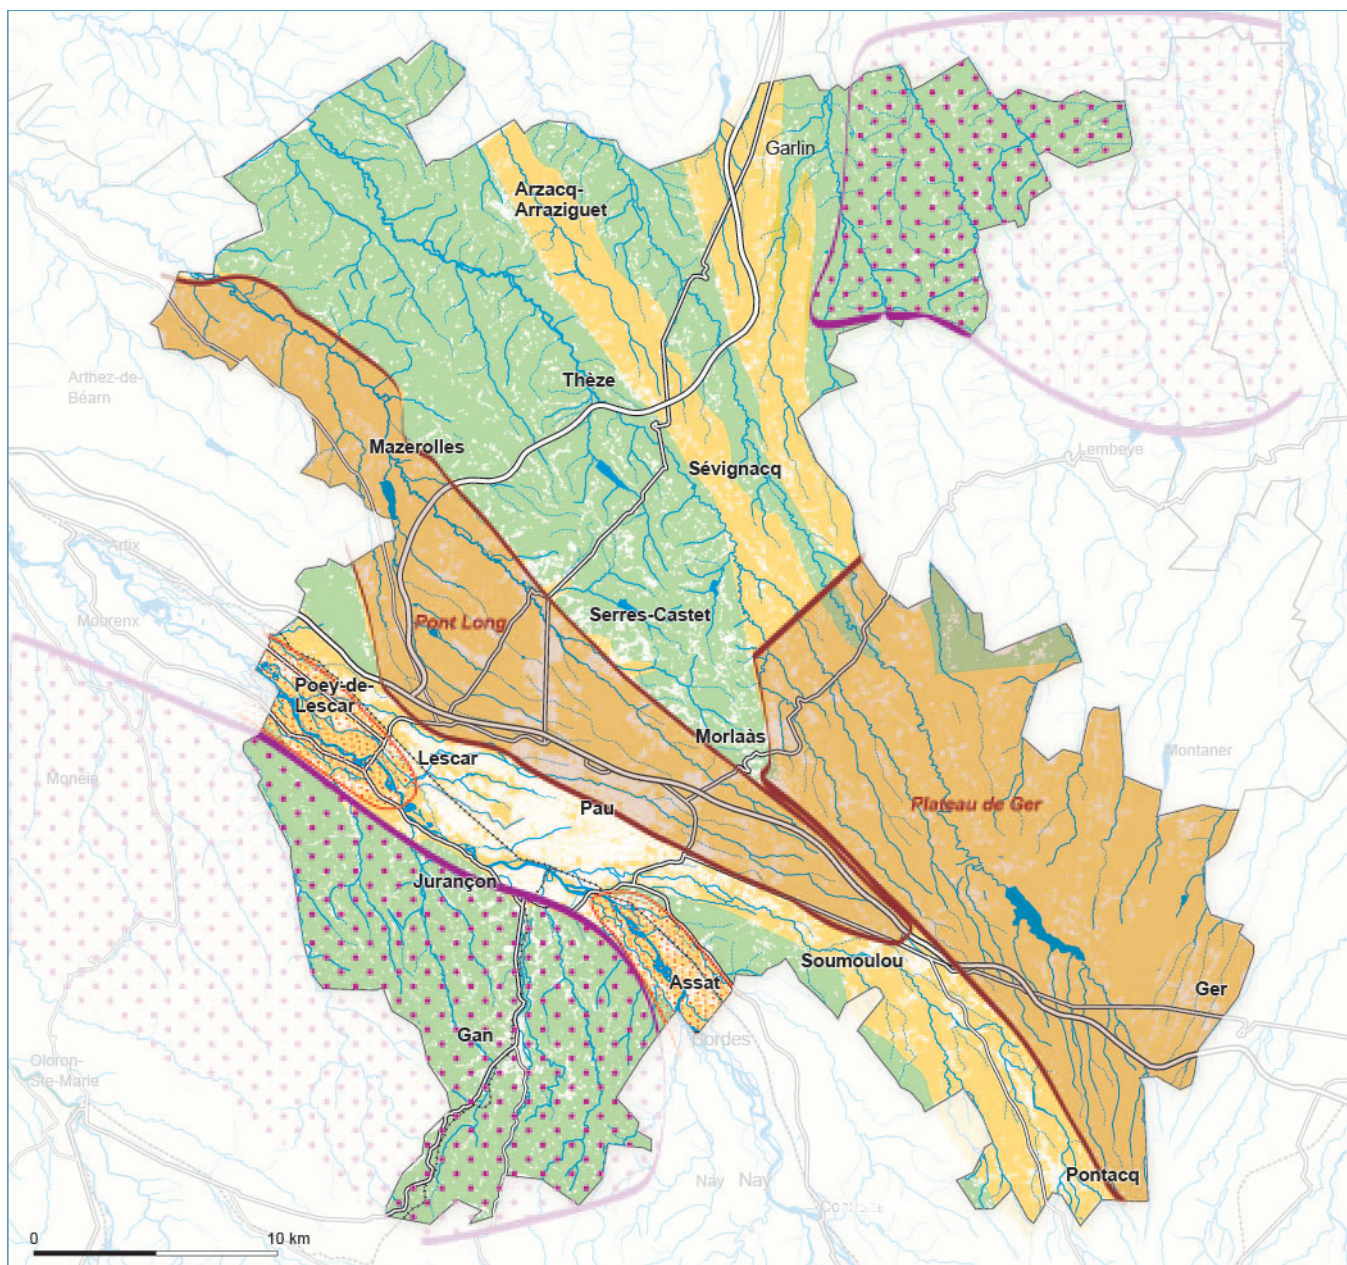 Garlin
Arzacq-
Arraziguet
Arthez-de-
Béarn
Thèze
Mazerolles
Lembeye
Sévignacq
Artix
Mourenx
Pont Long
Serres-Castet
Poey-de-
Lescar
Morlaàs
Lescar
Montaner
Monein
Pau
Plateau de Ger
Jurançon
Soumoulou
Assat
Ger
Gan
Bordes
Oloron-
Ste-Marie
Pontacq
Nay
Nay
0
10 km